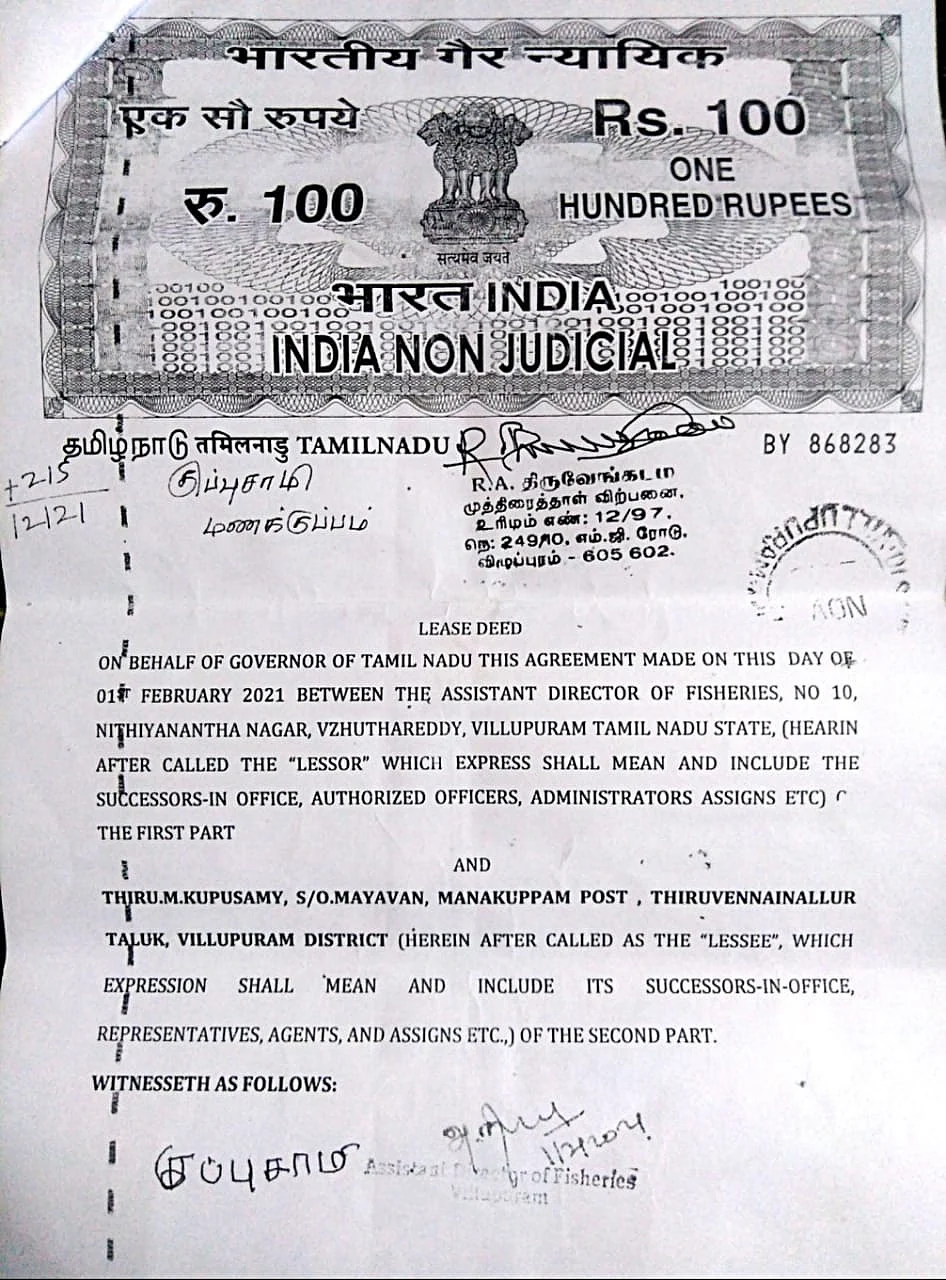 भारतीय गैर न्यायिक
एक सौ रुपये
Rs. 100
रु. 100
ONE
HUNDRED RUPEES
सत्यमेव जयते
भारत INDIA
INDIA NON JUDICIAL
தமிழ்நாடு तमिलनाडु TAMILNADU
BY 868283
+215
12121
குப்புசாமி
மணக்குப்பம்
R.A. திருவேங்கடம்
முத்திரைத்தாள் விற்பனை,
உரிமம் எண்: 12/97.
நெ: 249/10, எம்.ஜி. ரோடு,
விழுப்புரம் - 605 602.
LEASE DEED
ON BEHALF OF GOVERNOR OF TAMIL NADU THIS AGREEMENT MADE ON THIS DAY OF
01ST FEBRUARY 2021 BETWEEN THE ASSISTANT DIRECTOR OF FISHERIES, NO 10,
NITHIYANANTHA NAGAR, VZHUTHAREDDY, VILLUPURAM TAMIL NADU STATE, (HEARIN
AFTER CALLED THE “LESSOR” WHICH EXPRESS SHALL MEAN AND INCLUDE THE
SUCCESSORS-IN OFFICE, AUTHORIZED OFFICERS, ADMINISTRATORS ASSIGNS ETC)
THE FIRST PART
AND
THIRU.M.KUPUSAMY, S/O.MAYAVAN, MANAKUPPAM POST , THIRUVENNAINALLUR
TALUK, VILLUPURAM DISTRICT (HEREIN AFTER CALLED AS THE “LESSEE”, WHICH
EXPRESSION SHALL MEAN AND INCLUDE ITS SUCCESSORS-IN-OFFICE,
REPRESENTATIVES, AGENTS, AND ASSIGNS ETC.,) OF THE SECOND PART.
WITNESSETH AS FOLLOWS:
குப்புசாமி
Assistant Director of Fisheries
Villupuram